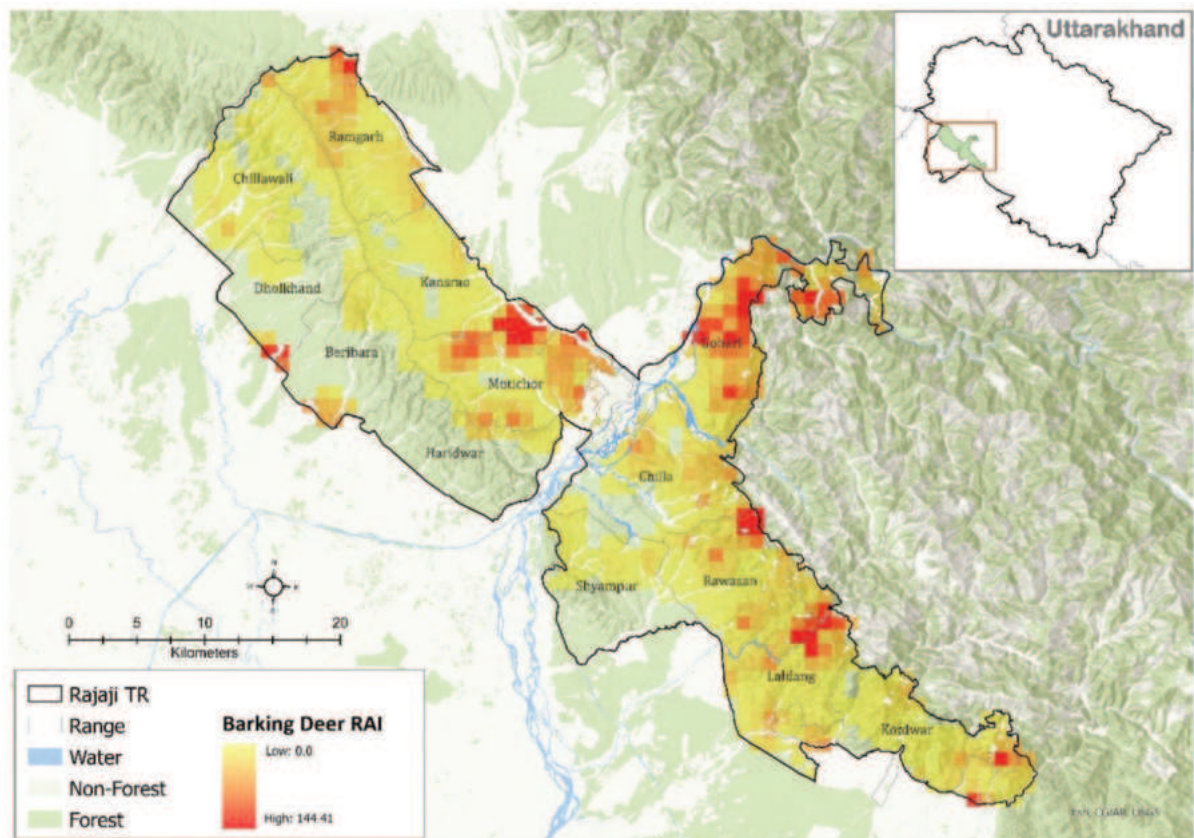 Uttarakhand
Ramgarh
Chillawali
Kansrao
Dholkhand
Beribara
Motichor
Haridwar
Chilla
Shyampur
Rawasan
Laldang
Kotdwar
N
0 5 10 20
Kilometers
Rajaji TR
Range
Water
Non-Forest
Forest
Barking Deer RAI
Low: 0.0
High: 144.41